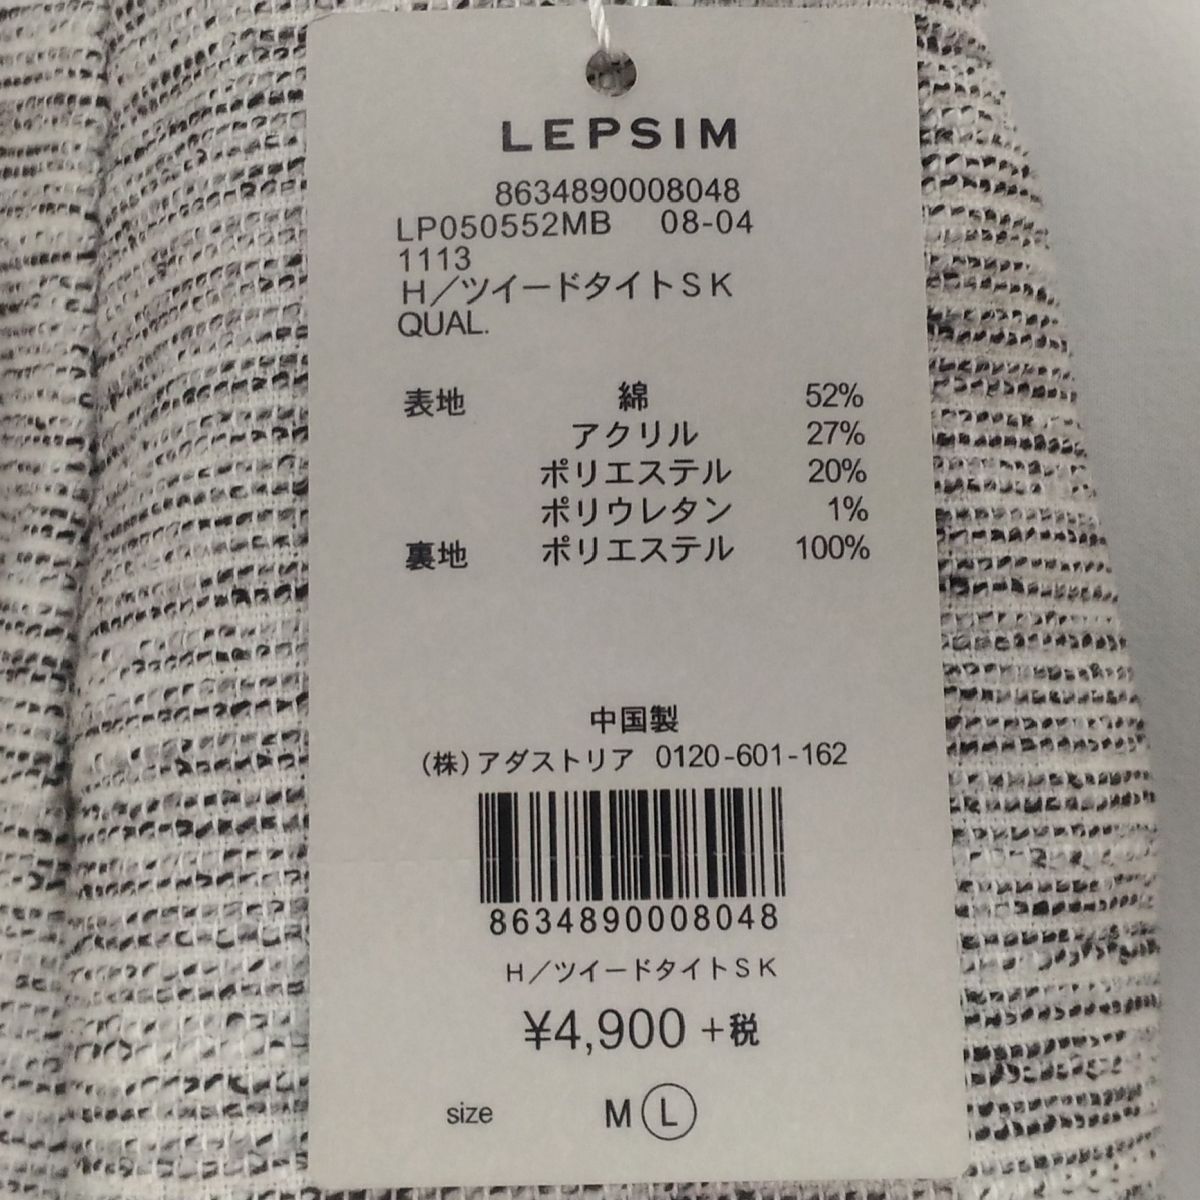 LEPSIM
8634890008048
LP050552MB 08-04
1113
H／ツイードタイトSK
QUAL.
表地 綿 52%
アクリル 27%
ポリエステル 20%
ポリウレタン 1%
裏地 ポリエステル 100%
中国製
(株)アダストリア 0120-601-162
8634890008048
H／ツイードタイトSK
¥4,900+税
size M L